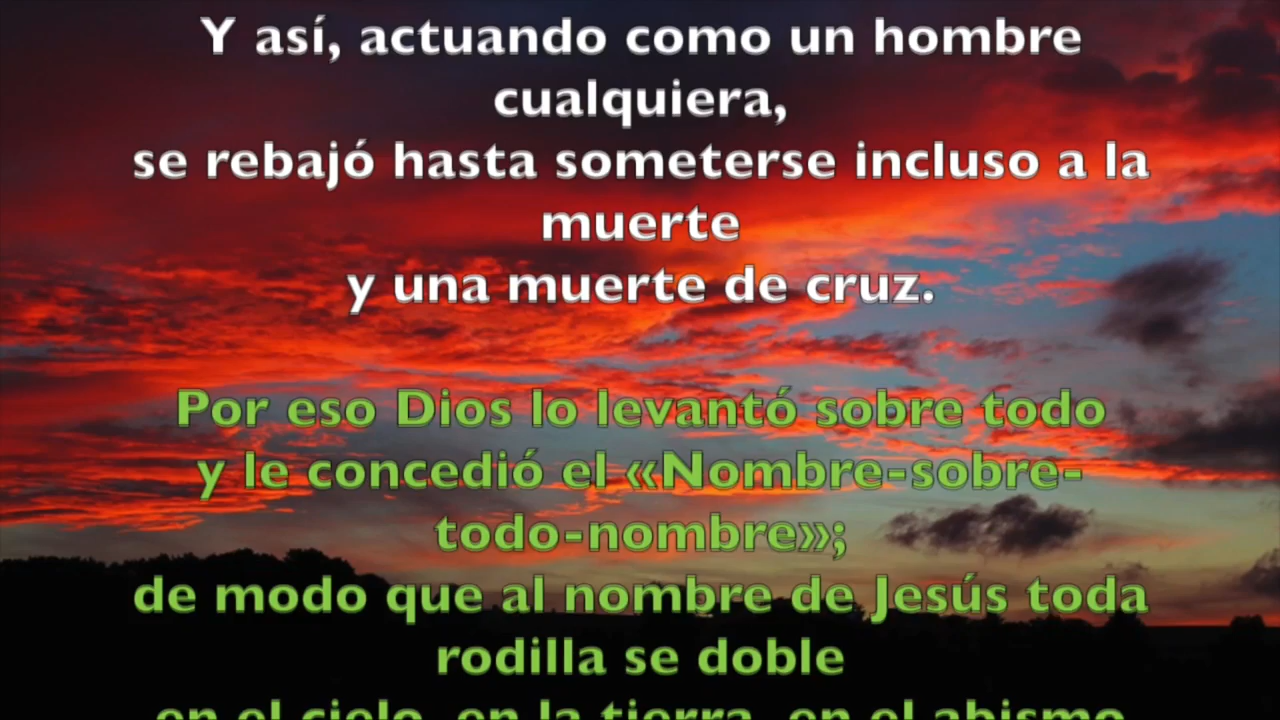 Y así, actuando como un hombre
cualquiera,
se rebajó hasta someterse incluso a la
muerte
y una muerte de cruz.
Por eso Dios lo levantó sobre todo
y le concedió el «Nombre-sobre-
todo-nombre»;
de modo que al nombre de Jesús toda
rodilla se doble
en el cielo, en la tierra, en el abismo